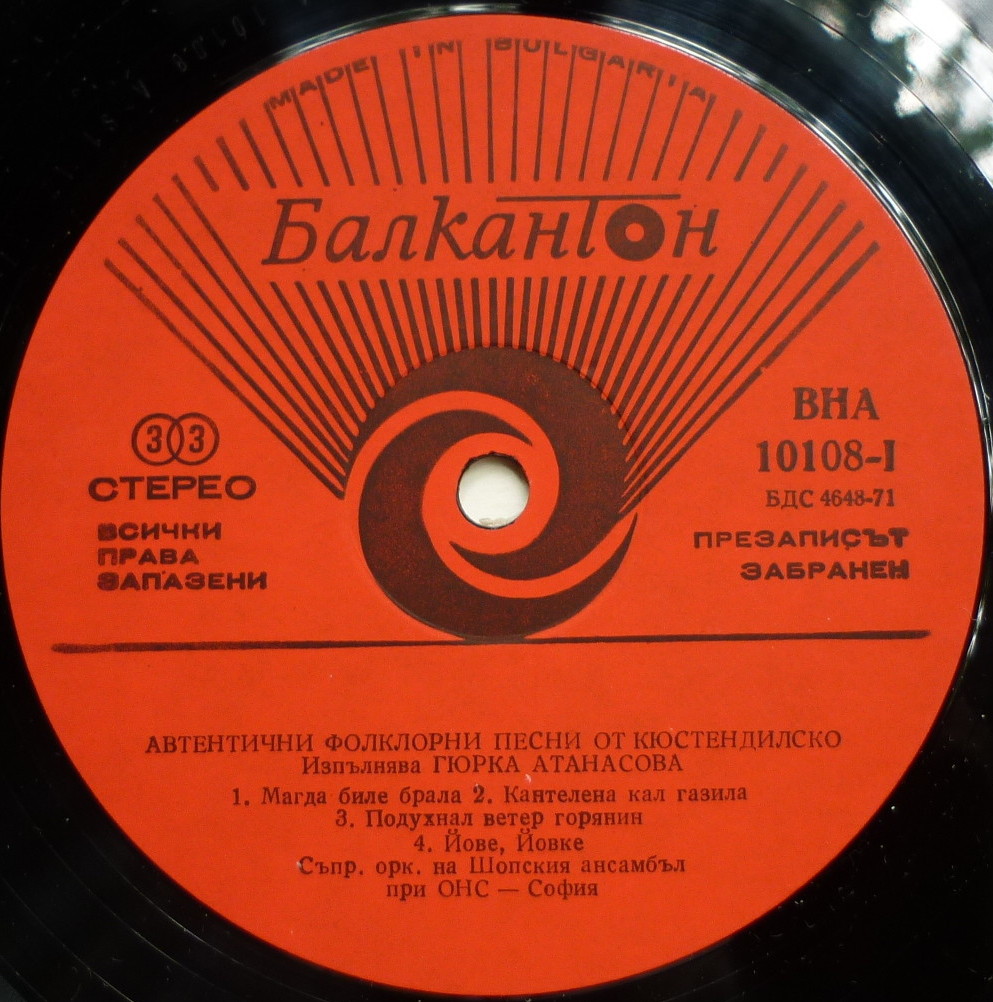 MADE IN BULGARIA
Балкантон
ВНА
10108-I
БДС 4648-71
ПРЕЗАПИСЪТ
ЗАБРАНЕН
33
СТЕРЕО
ВСИЧКИ
ПРАВА
ЗАПАЗЕНИ
АВТЕНТИЧНИ ФОЛКЛОРНИ ПЕСНИ ОТ КЮСТЕНДИЛСКО
Изпълнява ГЮРКА АТАНАСОВА
1. Магда биле брала 2. Кантелена кал газила
3. Подухнал ветер горянин
4. Йове, Йовке
Съпр. орк. на Шопския ансамбъл
при ОНС — София